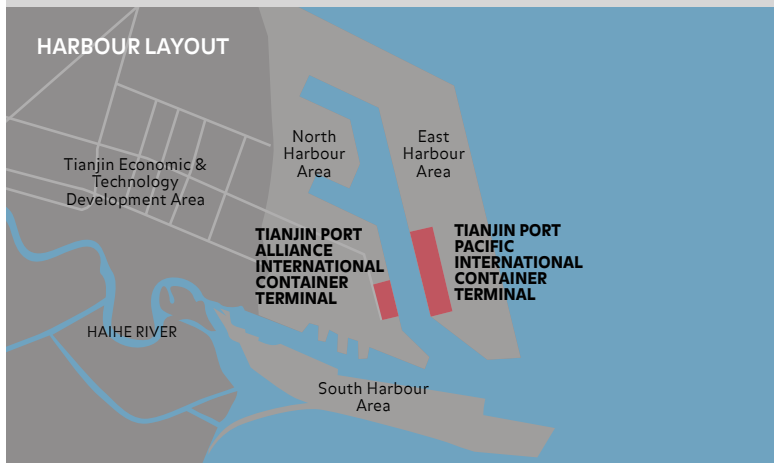 HARBOUR LAYOUT
North
Harbour
Area
East
Harbour
Area
Tianjin Economic &
Technology
Development Area
TIANJIN PORT
ALLIANCE
INTERNATIONAL
CONTAINER
TERMINAL
TIANJIN PORT
PACIFIC
INTERNATIONAL
CONTAINER
TERMINAL
HAIHE RIVER
South Harbour
Area